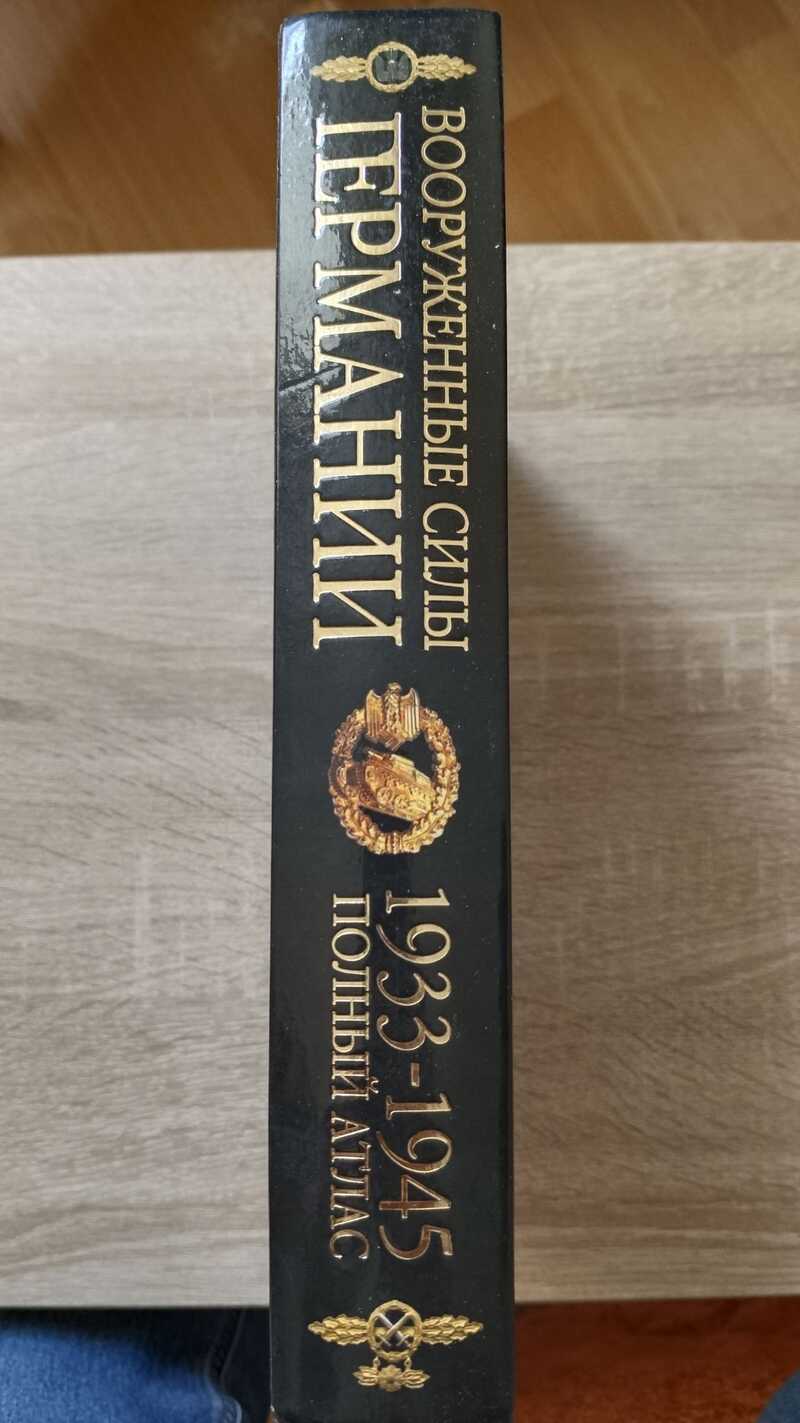 ВООРУЖЕННЫЕ СИЛЫ
ГЕРМАНИИ
1933-1945
ПОЛНЫЙ АТЛАС